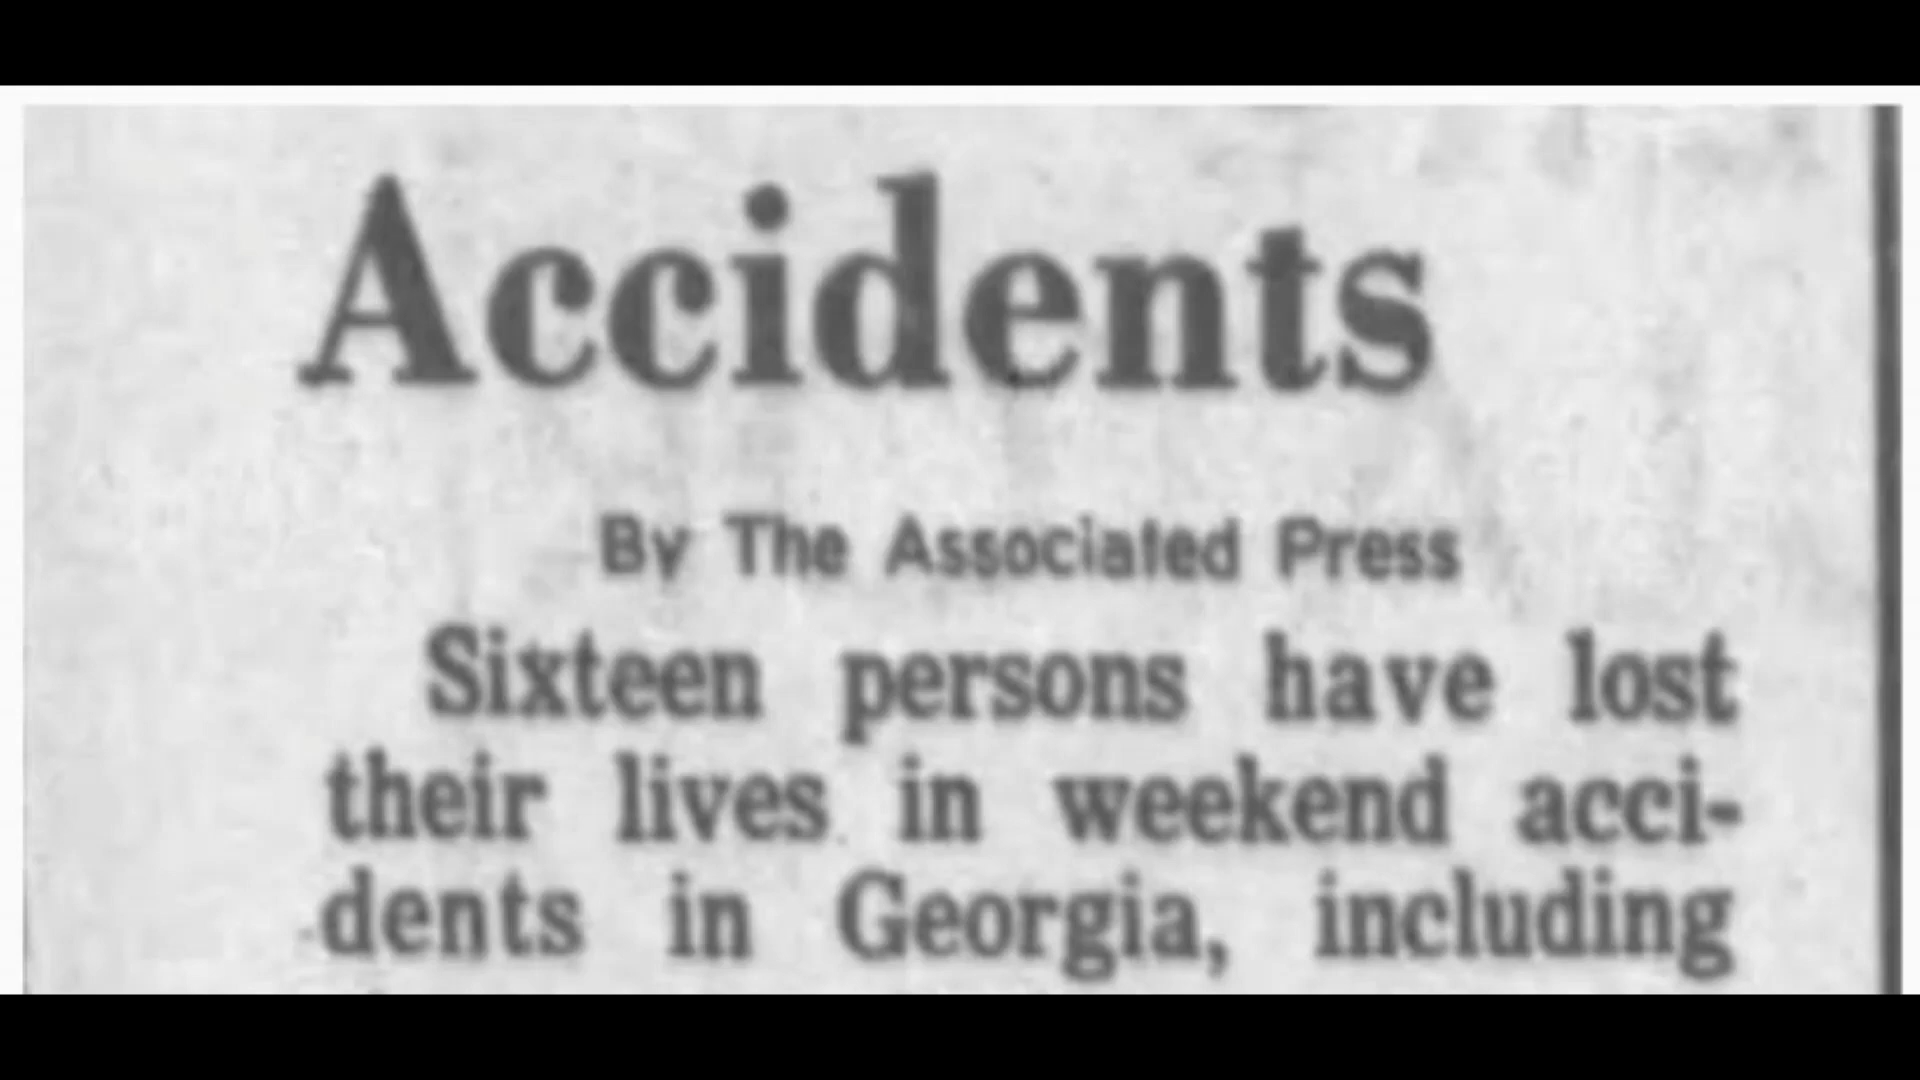 Accidents
By The Associated Press
Sixteen persons have lost
their lives in weekend acci-
dents in Georgia, including